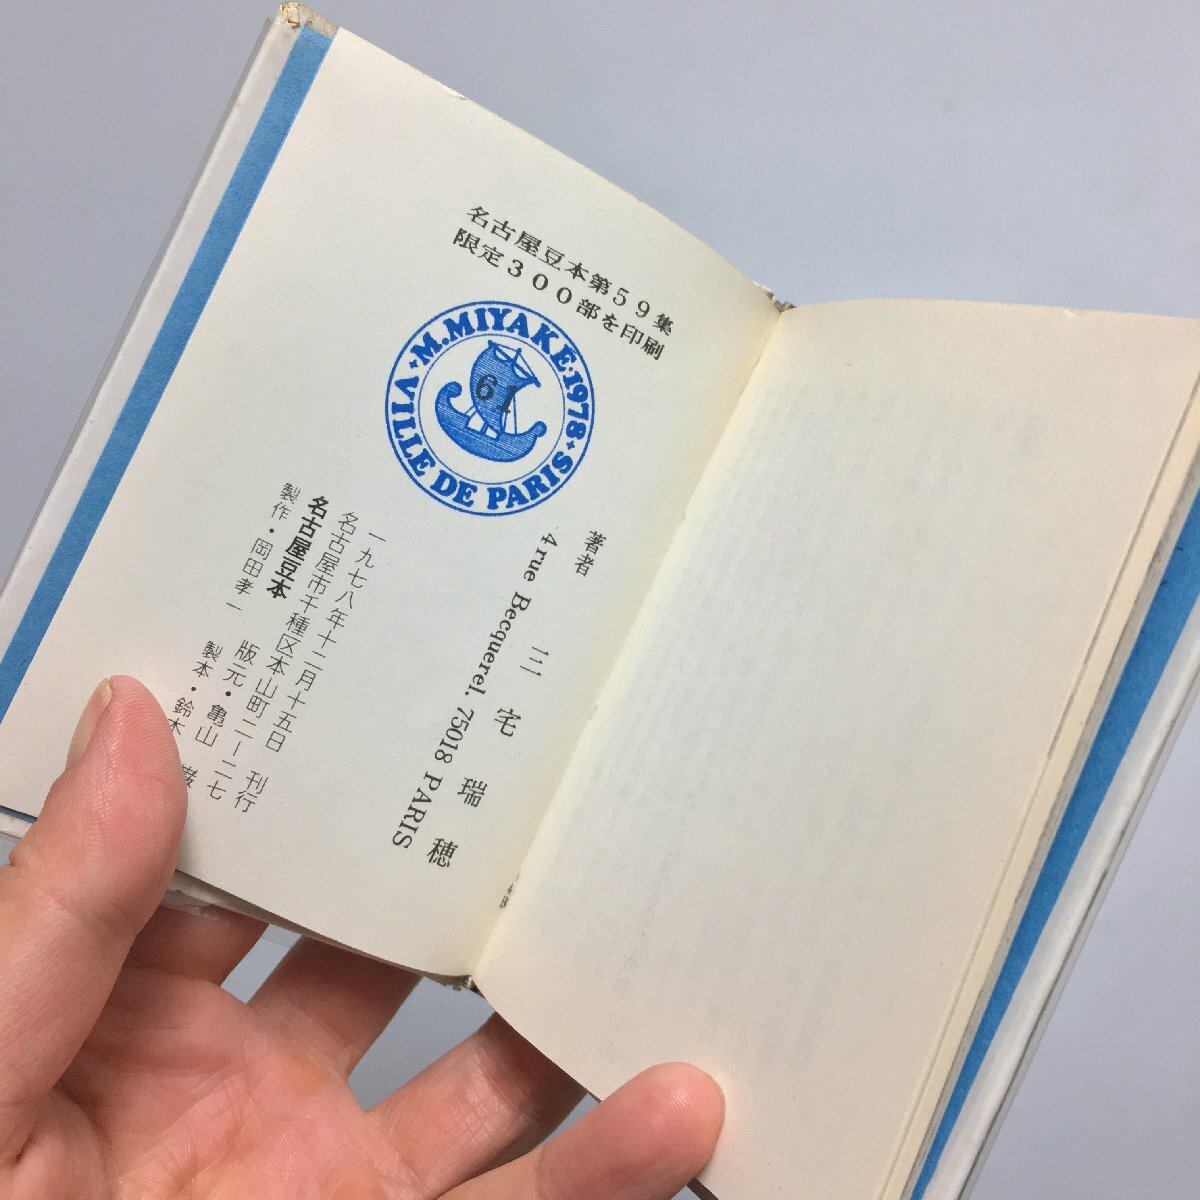 名古屋豆本第59集
限定300部を印刷
M.MIYAKE・1978
VILLE DE PARIS
61
著者 三宅瑞穂
4 rue Becquerel. 75018 PARIS
一九七八年十二月十五日 刊行
名古屋市千種区本山町二ー二七
名古屋豆本 版元・亀山 巌
製作・岡田孝一 製本・鈴木